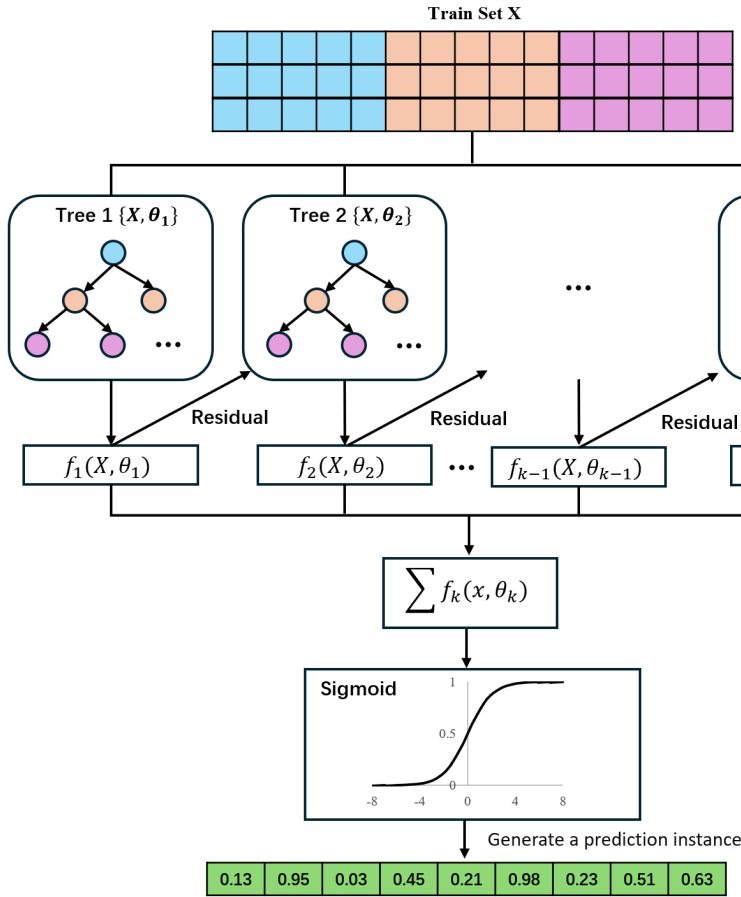 Train Set X
Tree 1 {X, θ₁}
Tree 2 {X, θ₂}
...
... ...
Residual Residual Residual
f₁(X, θ₁) f₂(X, θ₂) ... fₖ₋₁(X, θₖ₋₁)
∑ fₖ(x, θₖ)
Sigmoid
1
0.5
0
-8 -4 0 4 8
Generate a prediction instance
0.13 0.95 0.03 0.45 0.21 0.98 0.23 0.51 0.63